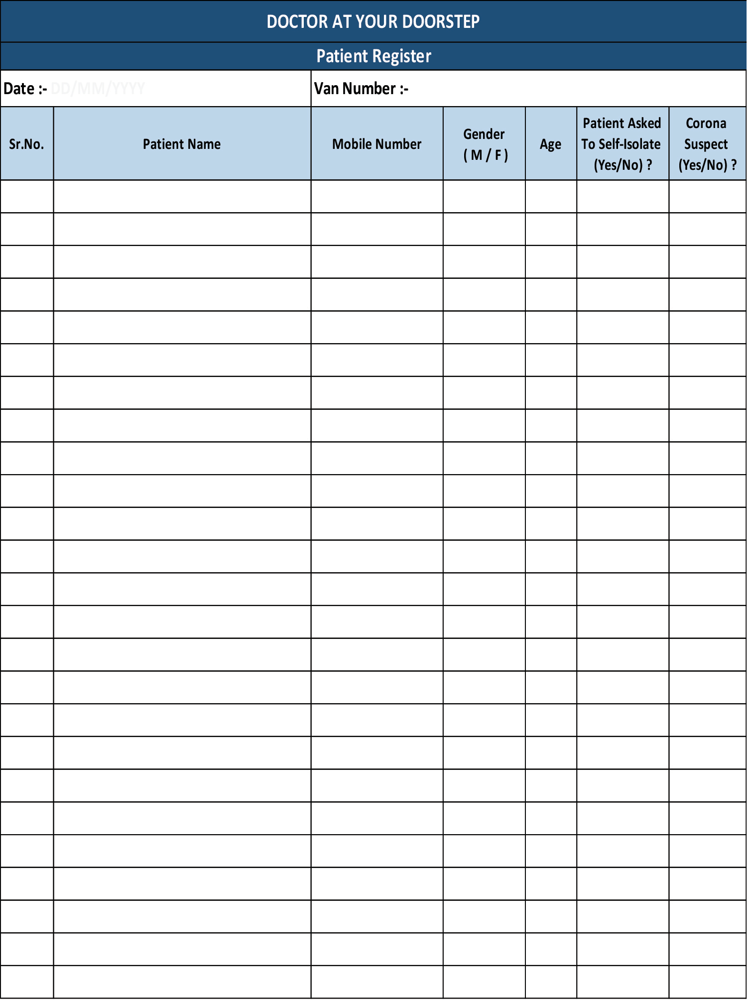 DOCTOR AT YOUR DOORSTEP
Patient Register
Date :- DD/MM/YYYY
Van Number :-
Sr.No.
Patient Name
Mobile Number
Gender
( M / F )
Age
Patient Asked
To Self-Isolate
(Yes/No) ?
Corona
Suspect
(Yes/No) ?